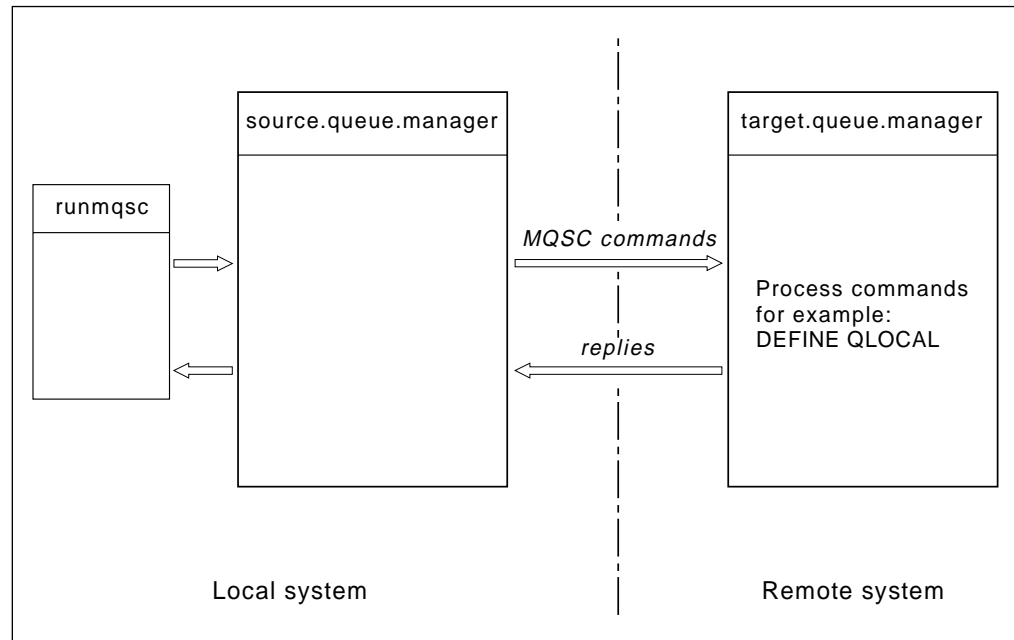 source.queue.manager
target.queue.manager
runmqsc
MQSC commands
Process commands
for example:
DEFINE QLOCAL
replies
Local system
Remote system